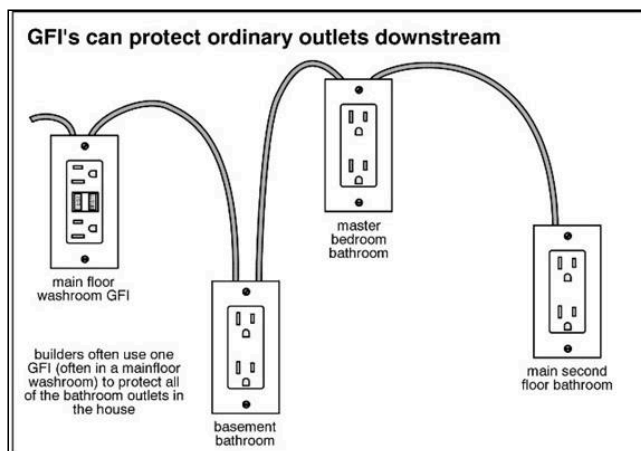 GFI's can protect ordinary outlets downstream
master
bedroom
bathroom
main floor
washroom GFI
builders often use one
GFI (often in a mainfloor
washroom) to protect all
of the bathroom outlets in
the house
basement
bathroom
main second
floor bathroom